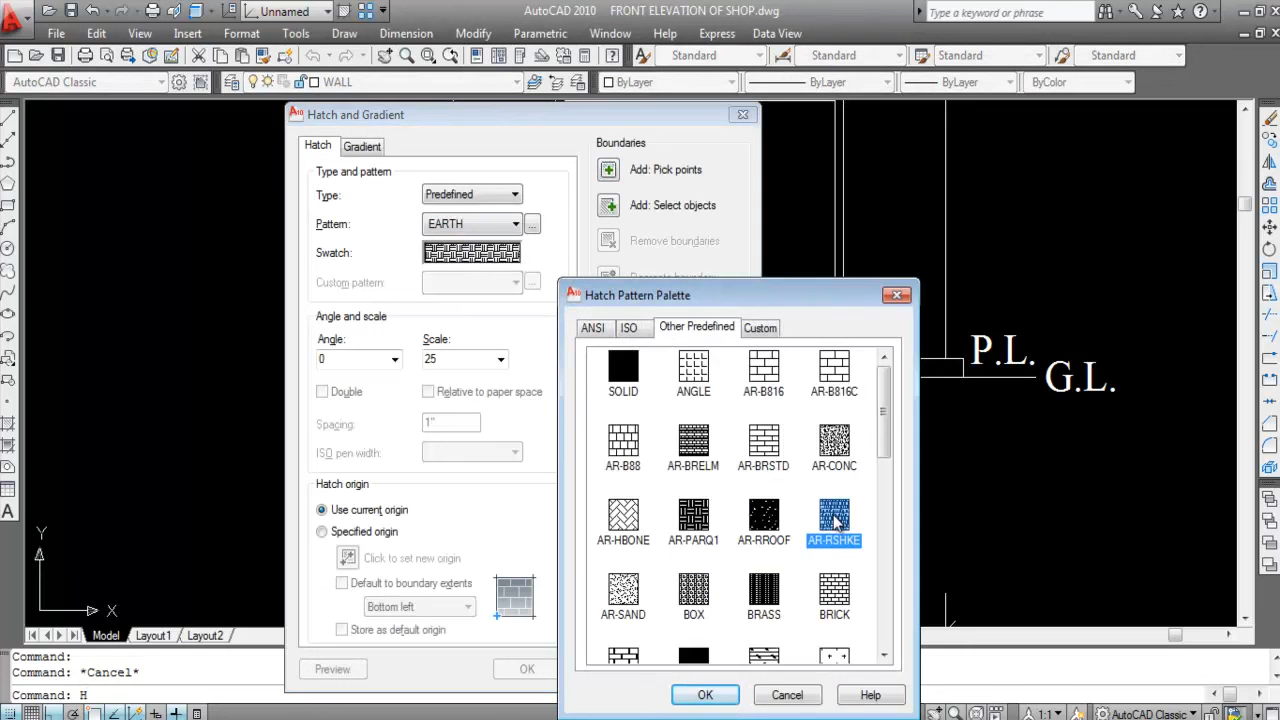 Unnamed
AutoCAD 2010 FRONT ELEVATION OF SHOP.dwg
Type a keyword or phrase
File Edit View Insert Format Tools Draw Dimension Modify Parametric Window Help Express Data View
Standard
Standard
Standard
Standard
AutoCAD Classic
WALL
ByLayer
ByLayer
ByLayer
ByColor
Hatch and Gradient
Hatch Gradient
Type and pattern
Type: Predefined
Pattern: EARTH ...
Swatch:
Custom pattern: ...
Angle and scale
Angle: Scale:
0 25
Double Relative to paper space
Spacing: 1"
ISO pen width:
Hatch origin
Use current origin
Specified origin
Click to set new origin
Default to boundary extents
Bottom left
Store as default origin
Preview OK
Boundaries
Add: Pick points
Add: Select objects
Remove boundaries
Hatch Pattern Palette
ANSI ISO Other Predefined Custom
SOLID ANGLE AR-B816 AR-B816C
AR-B88 AR-BRELM AR-BRSTD AR-CONC
AR-HBONE AR-PARQ1 AR-RROOF AR-RSHKE
AR-SAND BOX BRASS BRICK
OK Cancel Help
P.L.
G.L.
Y
X
Model Layout1 Layout2
Command:
Command: *Cancel*
Command: H
1:1
AutoCAD Classic